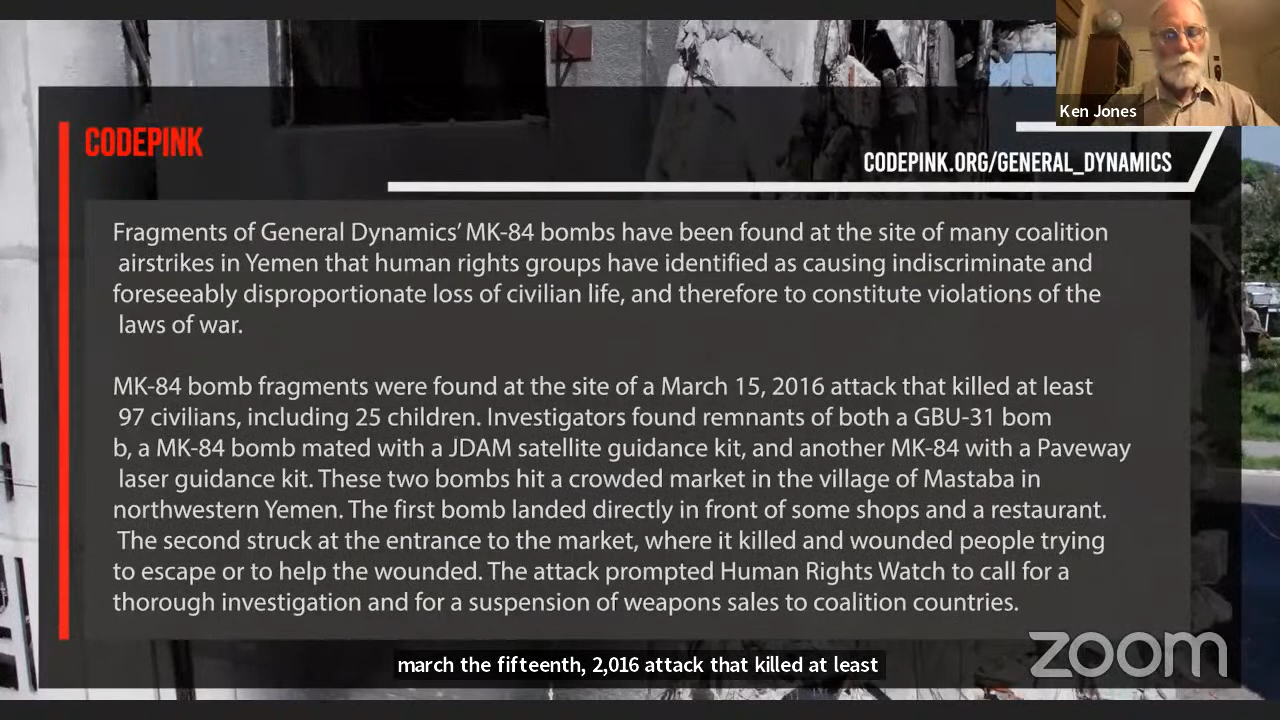 Ken Jones
CODEPINK
CODEPINK.ORG/GENERAL_DYNAMICS
Fragments of General Dynamics' MK-84 bombs have been found at the site of many coalition
airstrikes in Yemen that human rights groups have identified as causing indiscriminate and
foreseeably disproportionate loss of civilian life, and therefore to constitute violations of the
laws of war.
MK-84 bomb fragments were found at the site of a March 15, 2016 attack that killed at least
97 civilians, including 25 children. Investigators found remnants of both a GBU-31 bom
b, a MK-84 bomb mated with a JDAM satellite guidance kit, and another MK-84 with a Paveway
laser guidance kit. These two bombs hit a crowded market in the village of Mastaba in
northwestern Yemen. The first bomb landed directly in front of some shops and a restaurant.
The second struck at the entrance to the market, where it killed and wounded people trying
to escape or to help the wounded. The attack prompted Human Rights Watch to call for a
thorough investigation and for a suspension of weapons sales to coalition countries.
zoom
march the fifteenth, 2,016 attack that killed at least